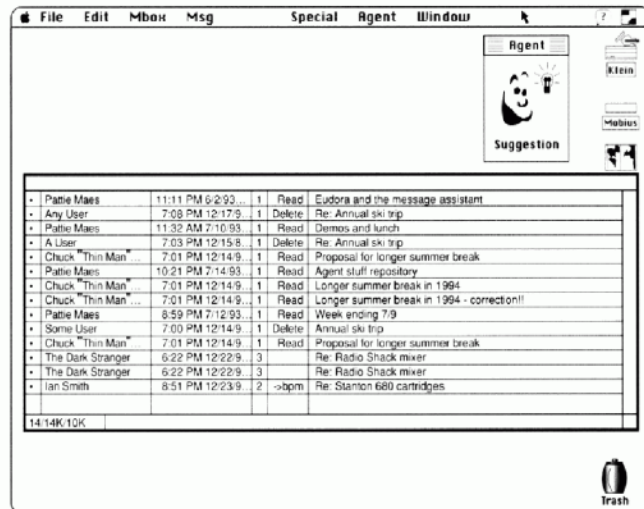 File Edit Mbox Msg Special Agent Window ?
Agent
Suggestion
Klein
Mobius
• Pattie Maes 11:11 PM 6/2/93... 1 Read Eudora and the message assistant
• Any User 7:08 PM 12/17/9... 1 Delete Re: Annual ski trip
• Pattie Maes 11:32 AM 7/10/93... 1 Read Demos and lunch
• A User 7:03 PM 12/15/8... 1 Delete Re: Annual ski trip
• Chuck "Thin Man"... 7:01 PM 12/14/9... 1 Read Proposal for longer summer break
• Pattie Maes 10:21 PM 7/14/93... 1 Read Agent stuff repository
• Chuck "Thin Man"... 7:01 PM 12/14/9... 1 Read Longer summer break in 1994
• Chuck "Thin Man"... 7:01 PM 12/14/9... 1 Read Longer summer break in 1994 - correction!!
• Pattie Maes 8:59 PM 7/12/93... 1 Read Week ending 7/9
• Some User 7:00 PM 12/14/9... 1 Delete Annual ski trip
• Chuck "Thin Man"... 7:01 PM 12/14/9... 1 Read Proposal for longer summer break
• The Dark Stranger 6:22 PM 12/22/9... 3 Re: Radio Shack mixer
• The Dark Stranger 6:22 PM 12/22/9... 3 Re: Radio Shack mixer
• Ian Smith 8:51 PM 12/23/9... 2 ->bpm Re: Stanton 680 cartridges
14/14K/10K
Trash